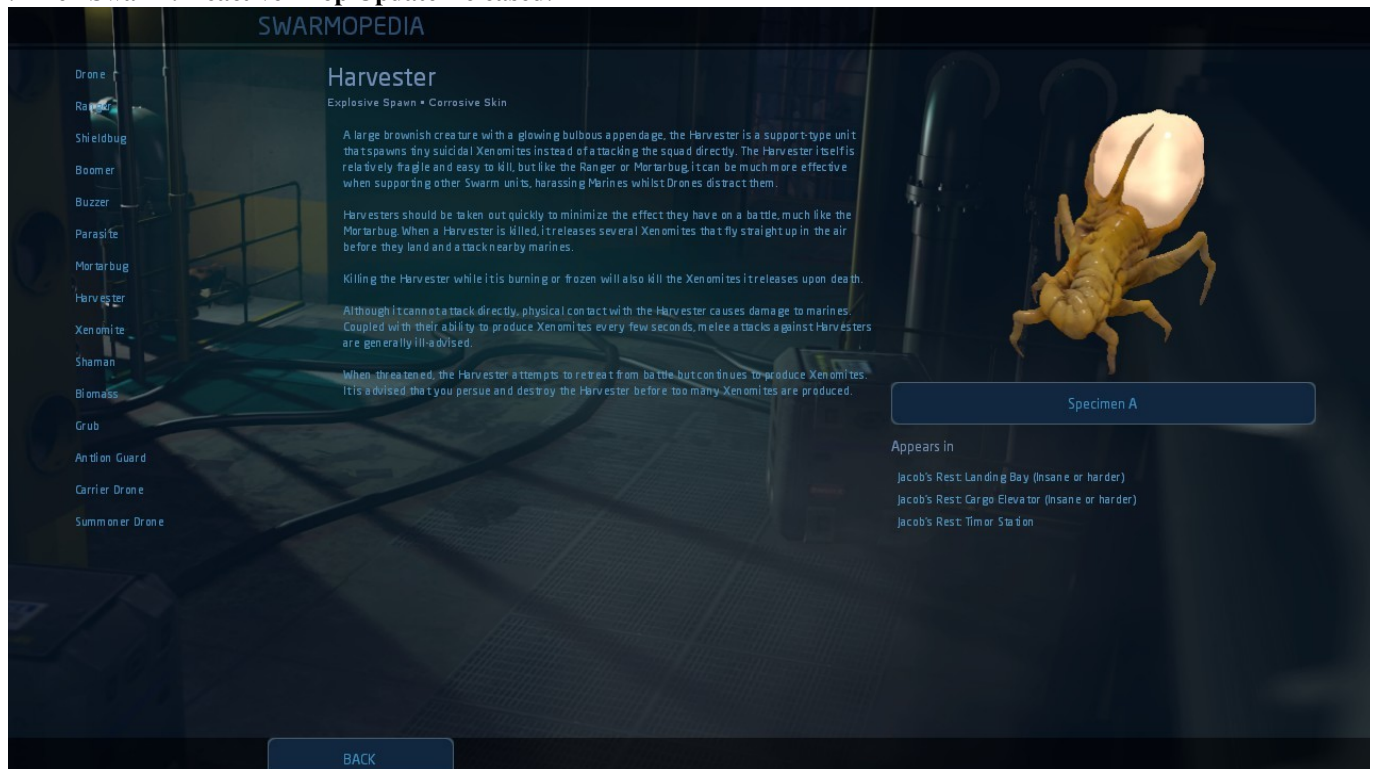 SWARMOPEDIA
Drone
Ranger
Shieldbug
Boomer
Buzzer
Parasite
Mortarbug
Harvester
Xenomite
Shaman
Biomass
Grub
Antlion Guard
Carrier Drone
Summoner Drone
Harvester
Explosive Spawn • Corrosive Skin
A large brownish creature with a glowing bulbous appendage, the Harvester is a support-type unit
that spawns tiny suicidal Xenomites instead of attacking the squad directly. The Harvester itself is
relatively fragile and easy to kill, but like the Ranger or Mortarbug, it can be much more effective
when supporting other Swarm units, harassing Marines whilst Drones distract them.
Harvesters should be taken out quickly to minimize the effect they have on a battle, much like the
Mortarbug. When a Harvester is killed, it releases several Xenomites that fly straight up in the air
before they land and attack nearby marines.
Killing the Harvester while it is burning or frozen will also kill the Xenomites it releases upon death.
Although it cannot attack directly, physical contact with the Harvester causes damage to marines.
Coupled with their ability to produce Xenomites every few seconds, melee attacks against Harvesters
are generally ill-advised.
When threatened, the Harvester attempts to retreat from battle but continues to produce Xenomites.
It is advised that you persue and destroy the Harvester before too many Xenomites are produced.
Specimen A
Appears in
Jacob's Rest: Landing Bay (Insane or harder)
Jacob's Rest: Cargo Elevator (Insane or harder)
Jacob's Rest: Timor Station
BACK